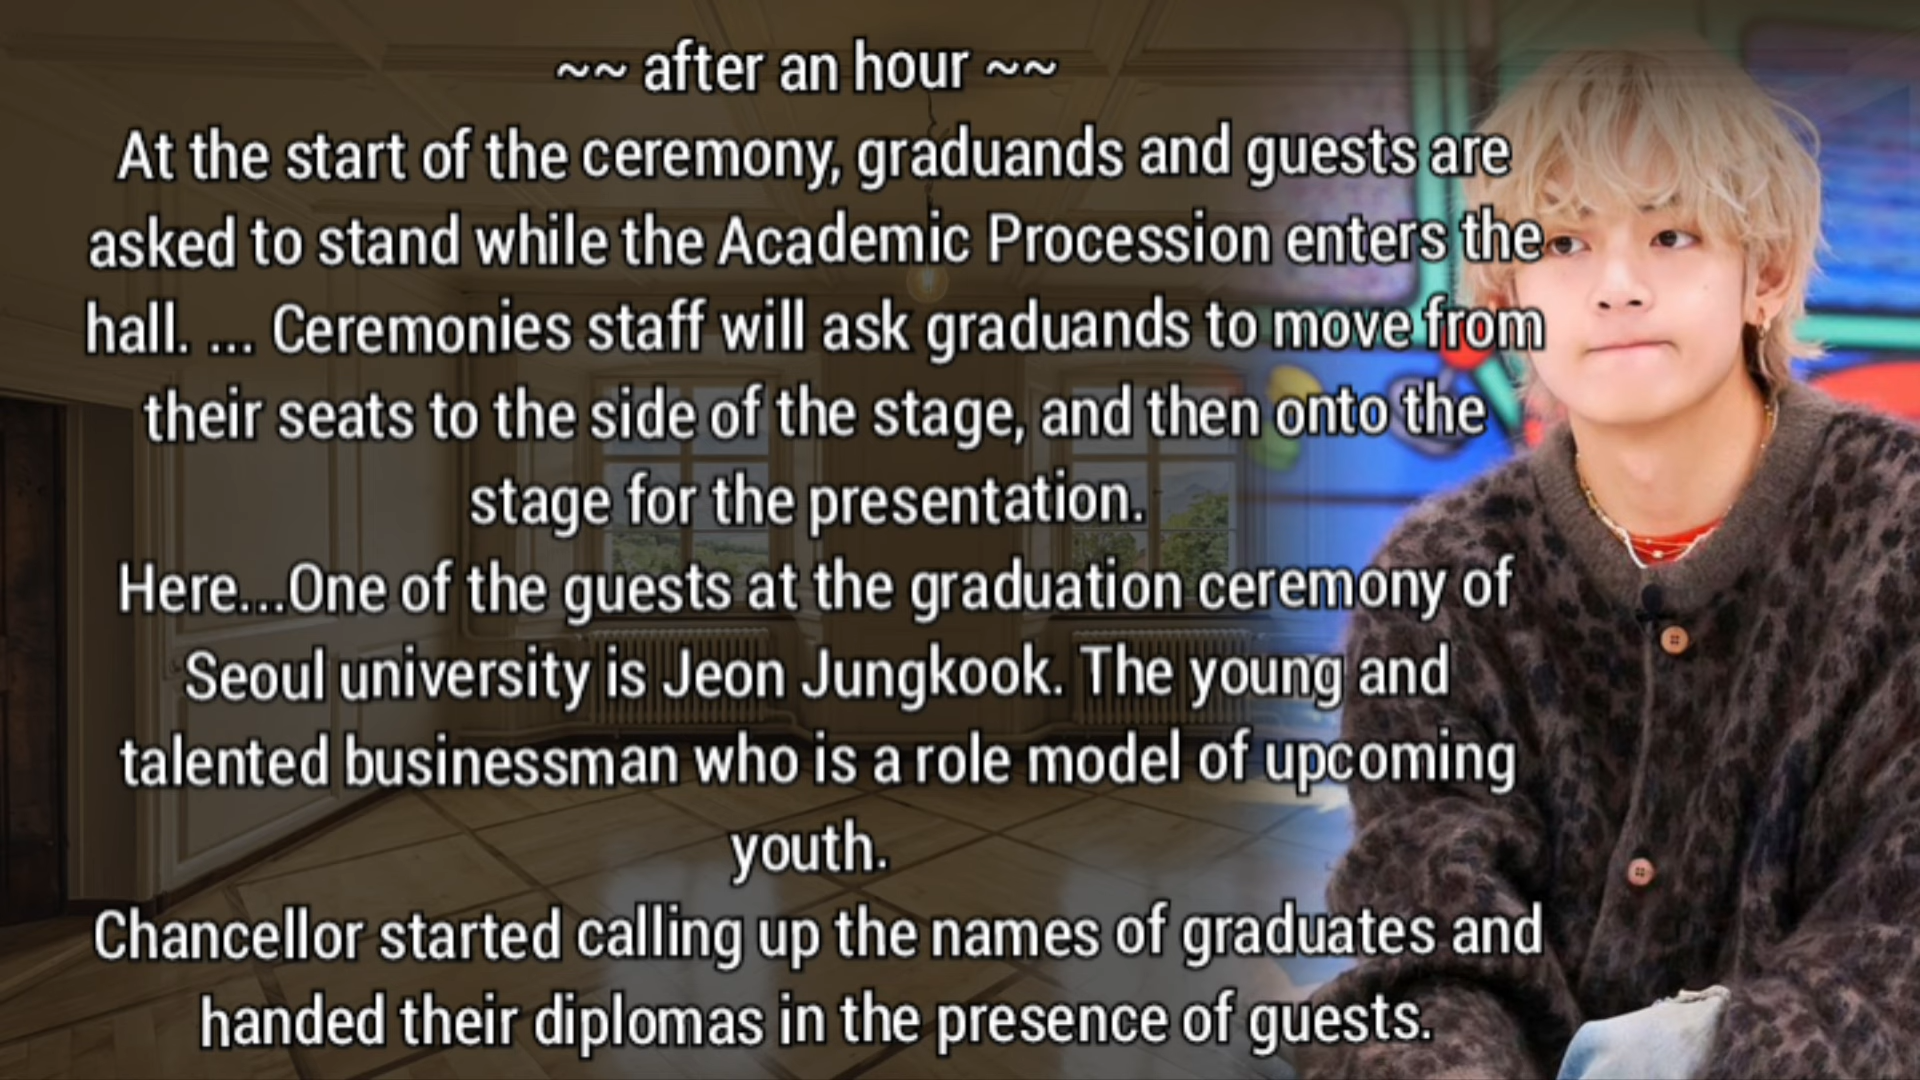 ~~ after an hour ~~
At the start of the ceremony, graduands and guests are
asked to stand while the Academic Procession enters the
hall. ... Ceremonies staff will ask graduands to move from
their seats to the side of the stage, and then onto the
stage for the presentation.
Here...One of the guests at the graduation ceremony of
Seoul university is Jeon Jungkook. The young and
talented businessman who is a role model of upcoming
youth.
Chancellor started calling up the names of graduates and
handed their diplomas in the presence of guests.